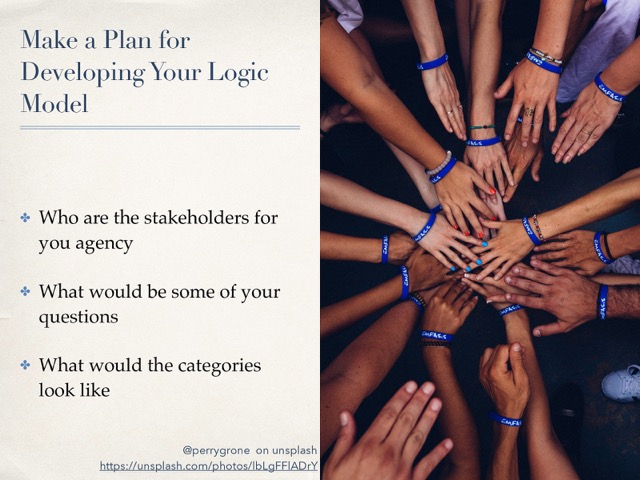 Make a Plan for
Developing Your Logic
Model
✤ Who are the stakeholders for
you agency
✤ What would be some of your
questions
✤ What would the categories
look like
@perrygrone on unsplash
https://unsplash.com/photos/lbLgFFlADrY